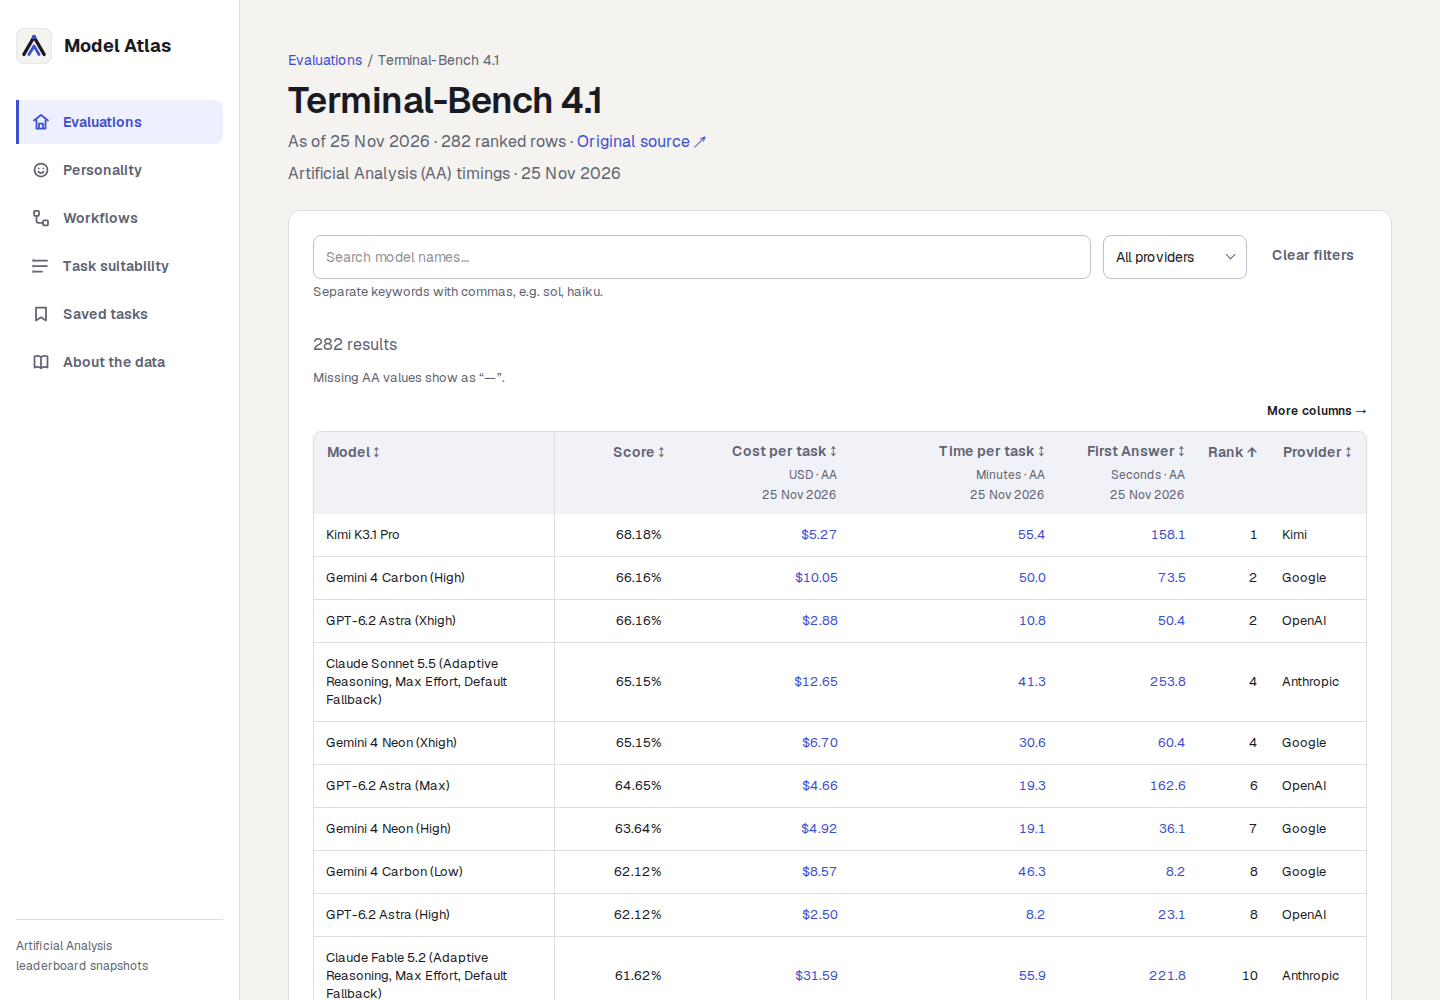 Model Atlas
Evaluations
Personality
Workflows
Task suitability
Saved tasks
About the data
Artificial Analysis
leaderboard snapshots
Evaluations / Terminal-Bench 4.1
Terminal-Bench 4.1
As of 25 Nov 2026 · 282 ranked rows · Original source ↗
Artificial Analysis (AA) timings · 25 Nov 2026
Search model names…
All providers
Clear filters
Separate keywords with commas, e.g. sol, haiku.
282 results
Missing AA values show as “—”.
More columns →
Model ↕ Score ↕ Cost per task ↕ Time per task ↕ First Answer ↕ Rank ↑ Provider ↕
USD · AA Minutes · AA Seconds · AA
25 Nov 2026 25 Nov 2026 25 Nov 2026
Kimi K3.1 Pro 68.18% $5.27 55.4 158.1 1 Kimi
Gemini 4 Carbon (High) 66.16% $10.05 50.0 73.5 2 Google
GPT-6.2 Astra (Xhigh) 66.16% $2.88 10.8 50.4 2 OpenAI
Claude Sonnet 5.5 (Adaptive
Reasoning, Max Effort, Default
Fallback)
65.15% $12.65 41.3 253.8 4 Anthropic
Gemini 4 Neon (Xhigh) 65.15% $6.70 30.6 60.4 4 Google
GPT-6.2 Astra (Max) 64.65% $4.66 19.3 162.6 6 OpenAI
Gemini 4 Neon (High) 63.64% $4.92 19.1 36.1 7 Google
Gemini 4 Carbon (Low) 62.12% $8.57 46.3 8.2 8 Google
GPT-6.2 Astra (High) 62.12% $2.50 8.2 23.1 8 OpenAI
Claude Fable 5.2 (Adaptive
Reasoning, Max Effort, Default
Fallback)
61.62% $31.59 55.9 221.8 10 Anthropic